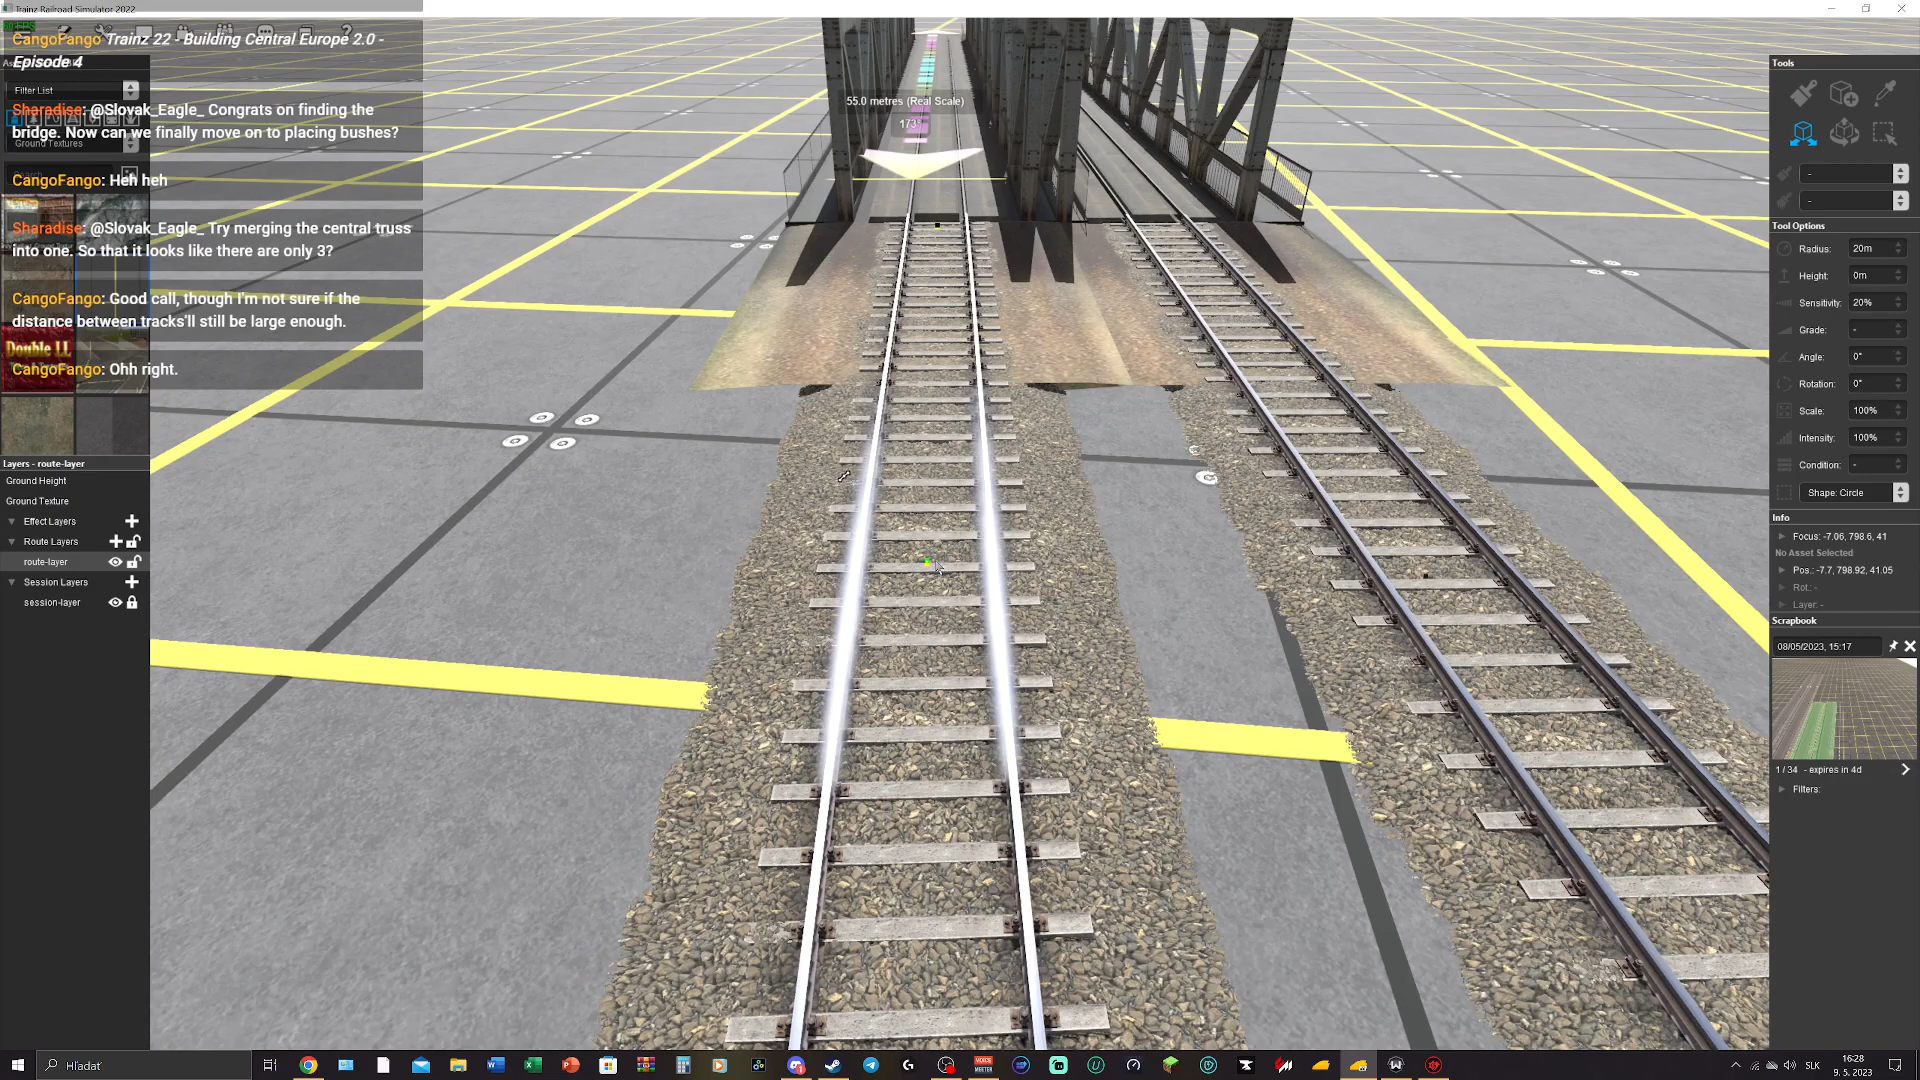 Trainz Railroad Simulator 2022
CangoFango Trainz 22 - Building Central Europe 2.0 -
Episode 4
Filter List
Sharadise: @Slovak_Eagle_ Congrats on finding the
bridge. Now can we finally move on to placing bushes?
Ground Textures
CangoFango: Heh heh
Sharadise: @Slovak_Eagle_ Try merging the central truss
into one. So that it looks like there are only 3?
CangoFango: Good call, though I'm not sure if the
distance between tracks'll still be large enough.
Double LL
CangoFango: Ohh right.
Layers - route-layer
Ground Height
Ground Texture
Effect Layers
Route Layers
route-layer
Session Layers
session-layer
55.0 metres (Real Scale)
173°
Tools
-
-
Tool Options
Radius: 20m
Height: 0m
Sensitivity: 20%
Grade: -
Angle: 0°
Rotation: 0°
Scale: 100%
Intensity: 100%
Condition: -
Shape: Circle
Info
Focus: -7.06, 798.6, 41
No Asset Selected
Pos.: -7.7, 798.92, 41.05
Rot.: -
Layer: -
Scrapbook
08/05/2023, 15:17
1 / 34 - expires in 4d
Filters:
Hľadať
VOICE
MEETER
SLK
16:28
9. 5. 2023